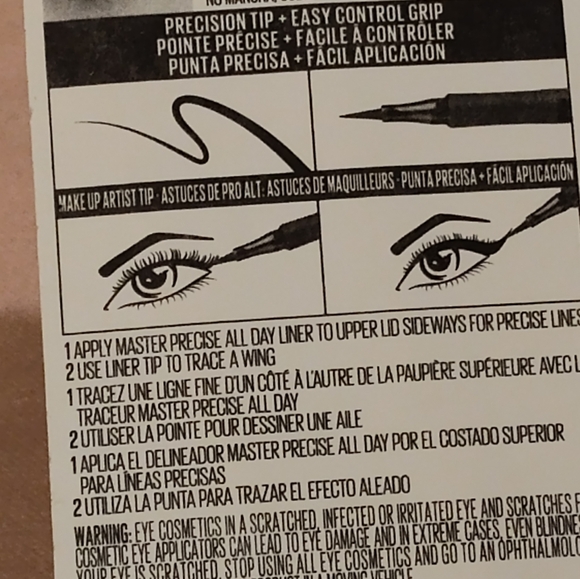 PRECISION TIP + EASY CONTROL GRIP
POINTE PRÉCISE + FACILE À CONTRÔLER
PUNTA PRECISA + FÁCIL APLICACIÓN
MAKE UP ARTIST TIP · ASTUCES DE PRO ALT: ASTUCES DE MAQUILLEURS · PUNTA PRECISA + FÁCIL APLICACIÓN
1 APPLY MASTER PRECISE ALL DAY LINER TO UPPER LID SIDEWAYS FOR PRECISE LINES
2 USE LINER TIP TO TRACE A WING
1 TRACEZ UNE LIGNE FINE D'UN CÔTÉ À L'AUTRE DE LA PAUPIÈRE SUPÉRIEURE AVEC L
TRACEUR MASTER PRECISE ALL DAY
2 UTILISER LA POINTE POUR DESSINER UNE AILE
1 APLICA EL DELINEADOR MASTER PRECISE ALL DAY POR EL COSTADO SUPERIOR
PARA LÍNEAS PRECISAS
2 UTILIZA LA PUNTA PARA TRAZAR EL EFECTO ALEADO
WARNING: EYE COSMETICS IN A SCRATCHED, INFECTED OR IRRITATED EYE AND SCRATCHES F
COSMETIC EYE APPLICATORS CAN LEAD TO EYE DAMAGE AND IN EXTREME CASES, EVEN BLINDNE
YOUR EYE IS SCRATCHED, STOP USING ALL EYE COSMETICS AND GO TO AN OPHTHALMOLO
IN A MOVING VEHICLE